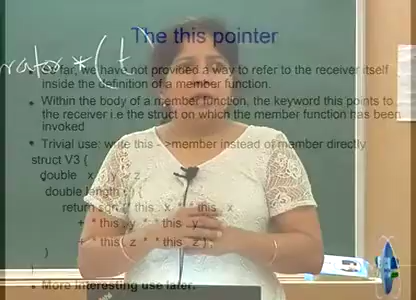 The this pointer
rator *( t
So far, we have not provided a way to refer to the receiver itself
inside the definition of a member function.
Within the body of a member function, the keyword this points to
the receiver i.e the struct on which the member function has been
invoked
Trivial use: write this - >member instead of member directly
struct V3 {
double x y z
double length () {
return sqrt ( this x * this x
+ * this y * this y
+ * this z * this z ) ;
}
}
More interesting use later.